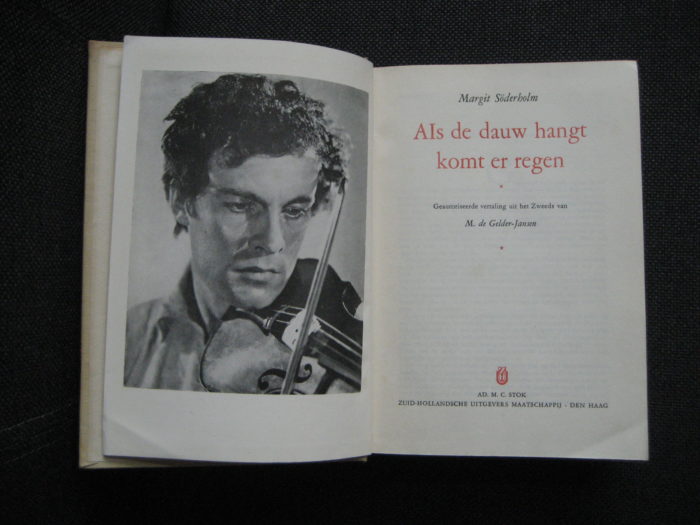 Margit Söderholm
Als de dauw hangt
komt er regen
*
Geautoriseerde vertaling uit het Zweeds van
M. de Gelder-Jansen
*
AD. M. C. STOK
ZUID-HOLLANDSCHE UITGEVERS MAATSCHAPPIJ - DEN HAAG